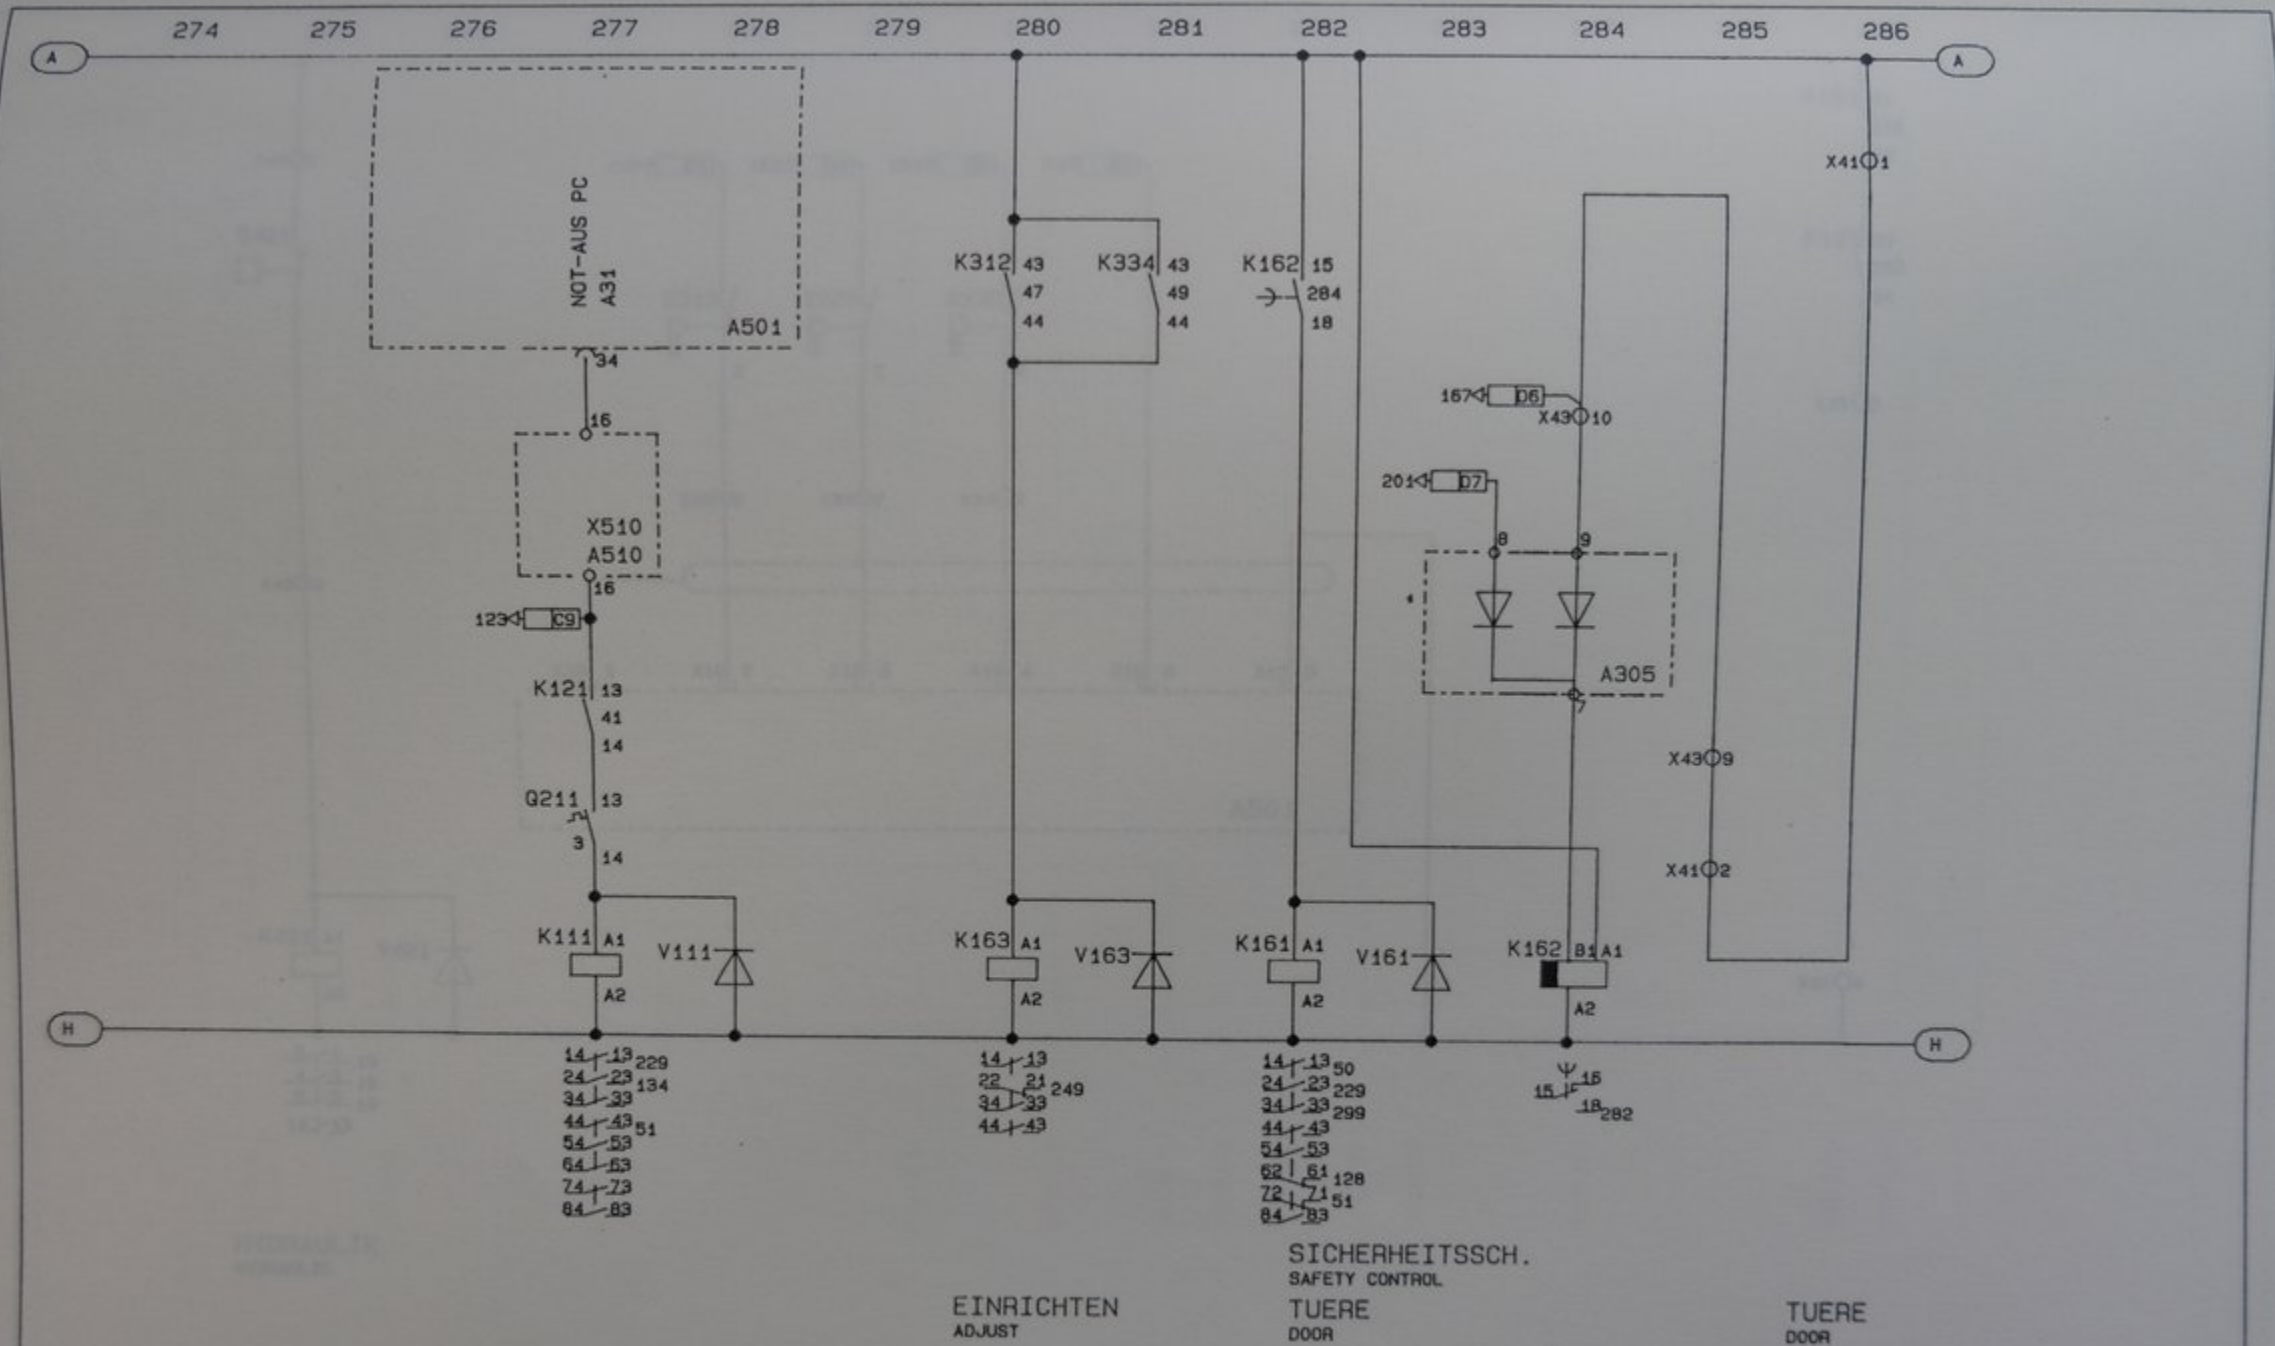 274 275 276 277 278 279 280 281 282 283 284 285 286
A A
X41 1
NOT-AUS PC
A31
A501
34
K312 43
47
44
K334 43
49
44
K162 15
284
18
167 D6
X43 10
16
201 D7
X510
A510
16
8 9
123 C9
A305
7
K121 13
41
14
X43 9
Q211 13
3
14
X41 2
K111 A1
A2
V111
K163 A1
A2
V163
K161 A1
A2
V161
K162 B1 A1
A2
H H
14 13 229
24 23 134
34 33
44 43 51
54 53
64 63
74 73
84 83
14 13
22 21 249
34 33
44 43
14 13 50
24 23 229
34 33 299
44 43
54 53
62 61 128
72 71 51
84 83
16
15
18 282
SICHERHEITSSCH.
SAFETY CONTROL
EINRICHTEN
ADJUST
TUERE
DOOR
TUERE
DOOR